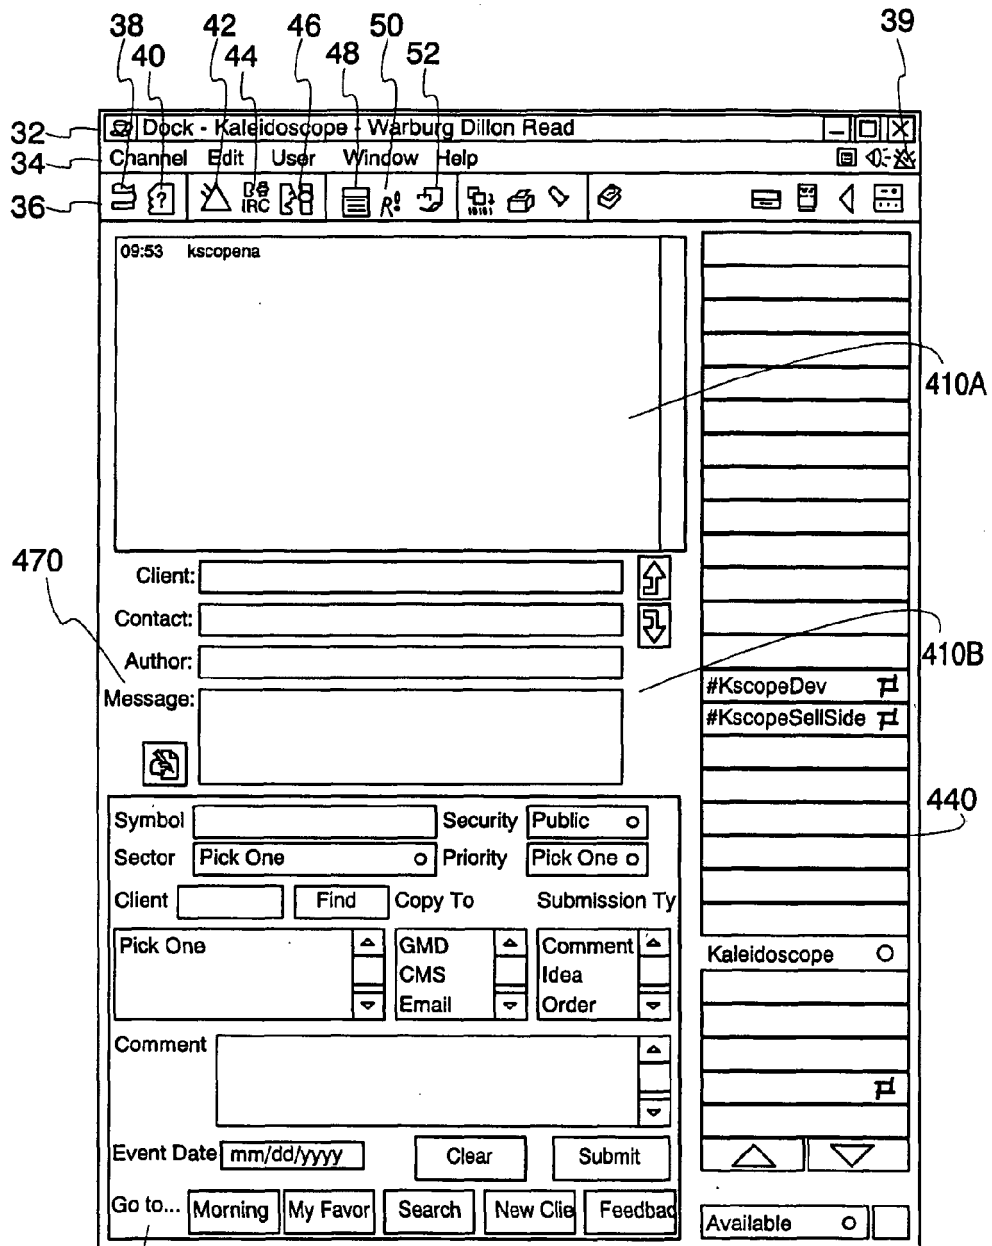 38 42 46 50 39
40 44 48 52
32 Dock - Kaleidoscope - Warburg Dillon Read
34 Channel Edit User Window Help
36 ? IRC R! 10101
09:53 kscopena
410A
470
Client:
Contact:
Author:
410B
Message:
#KscopeDev
#KscopeSellSide
440
Symbol Security Public
Sector Pick One Priority Pick One
Client Find Copy To Submission Ty
Pick One GMD Comment
CMS Idea
Email Order
Kaleidoscope
Comment
Event Date mm/dd/yyyy Clear Submit
Go to... Morning My Favor Search New Clie Feedbac
Available